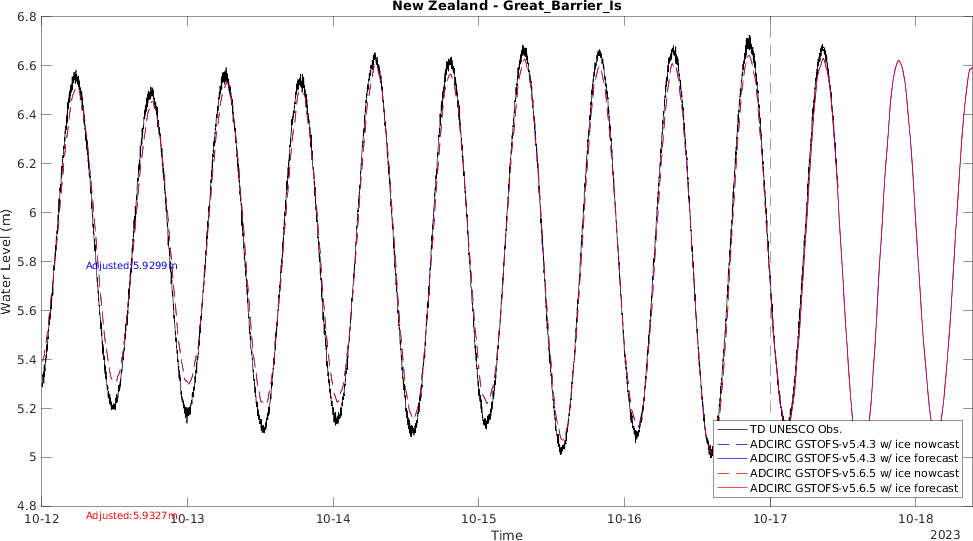 New Zealand - Great_Barrier_Is
6.8
6.6
6.4
6.2
6
5.8
5.6
5.4
5.2
5
4.8
Water Level (m)
Adjusted:5.9299m
Adjusted:5.9327m
TD UNESCO Obs.
ADCIRC GSTOFS-v5.4.3 w/ ice nowcast
ADCIRC GSTOFS-v5.4.3 w/ ice forecast
ADCIRC GSTOFS-v5.6.5 w/ ice nowcast
ADCIRC GSTOFS-v5.6.5 w/ ice forecast
10-12
10-13
10-14
10-15
10-16
10-17
10-18
Time
2023